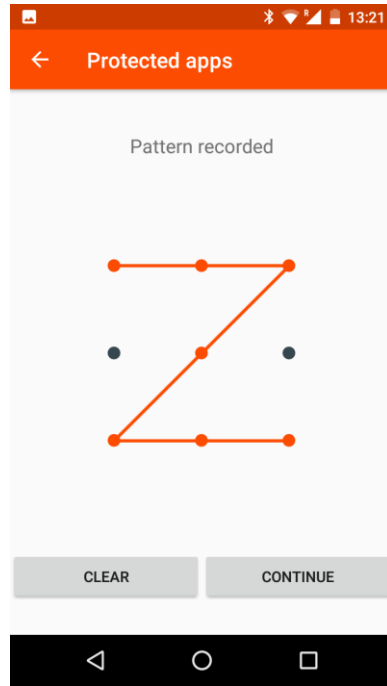 R
13:21
Protected apps
Pattern recorded
CLEAR
CONTINUE